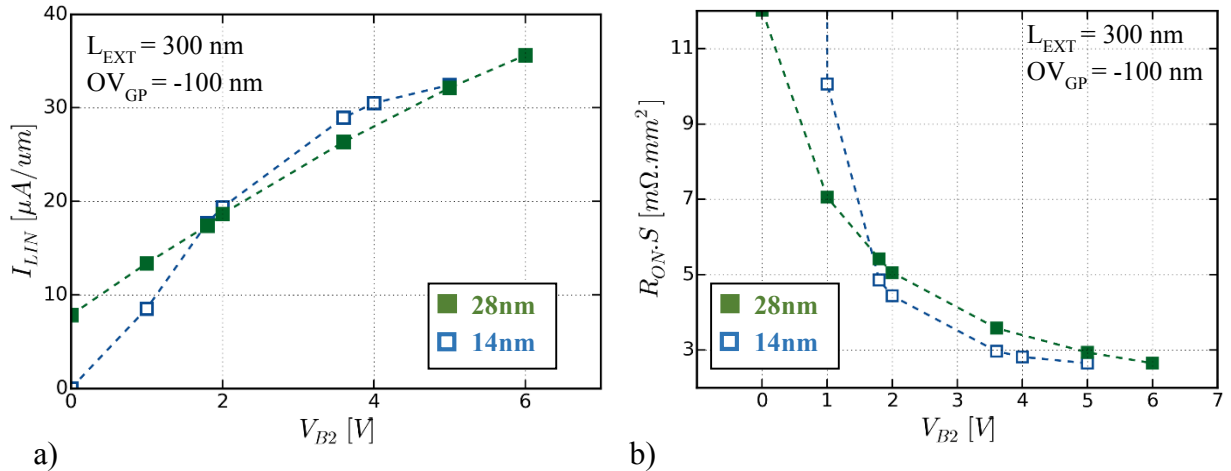 L_EXT = 300 nm
OV_GP = -100 nm
40
30
20
10
0
I_LIN [µA/um]
28nm
14nm
0 2 4 6
V_B2 [V]
a)
L_EXT = 300 nm
OV_GP = -100 nm
11
9
7
5
3
R_ON.S [mΩ.mm²]
28nm
14nm
0 1 2 3 4 5 6 7
V_B2 [V]
b)